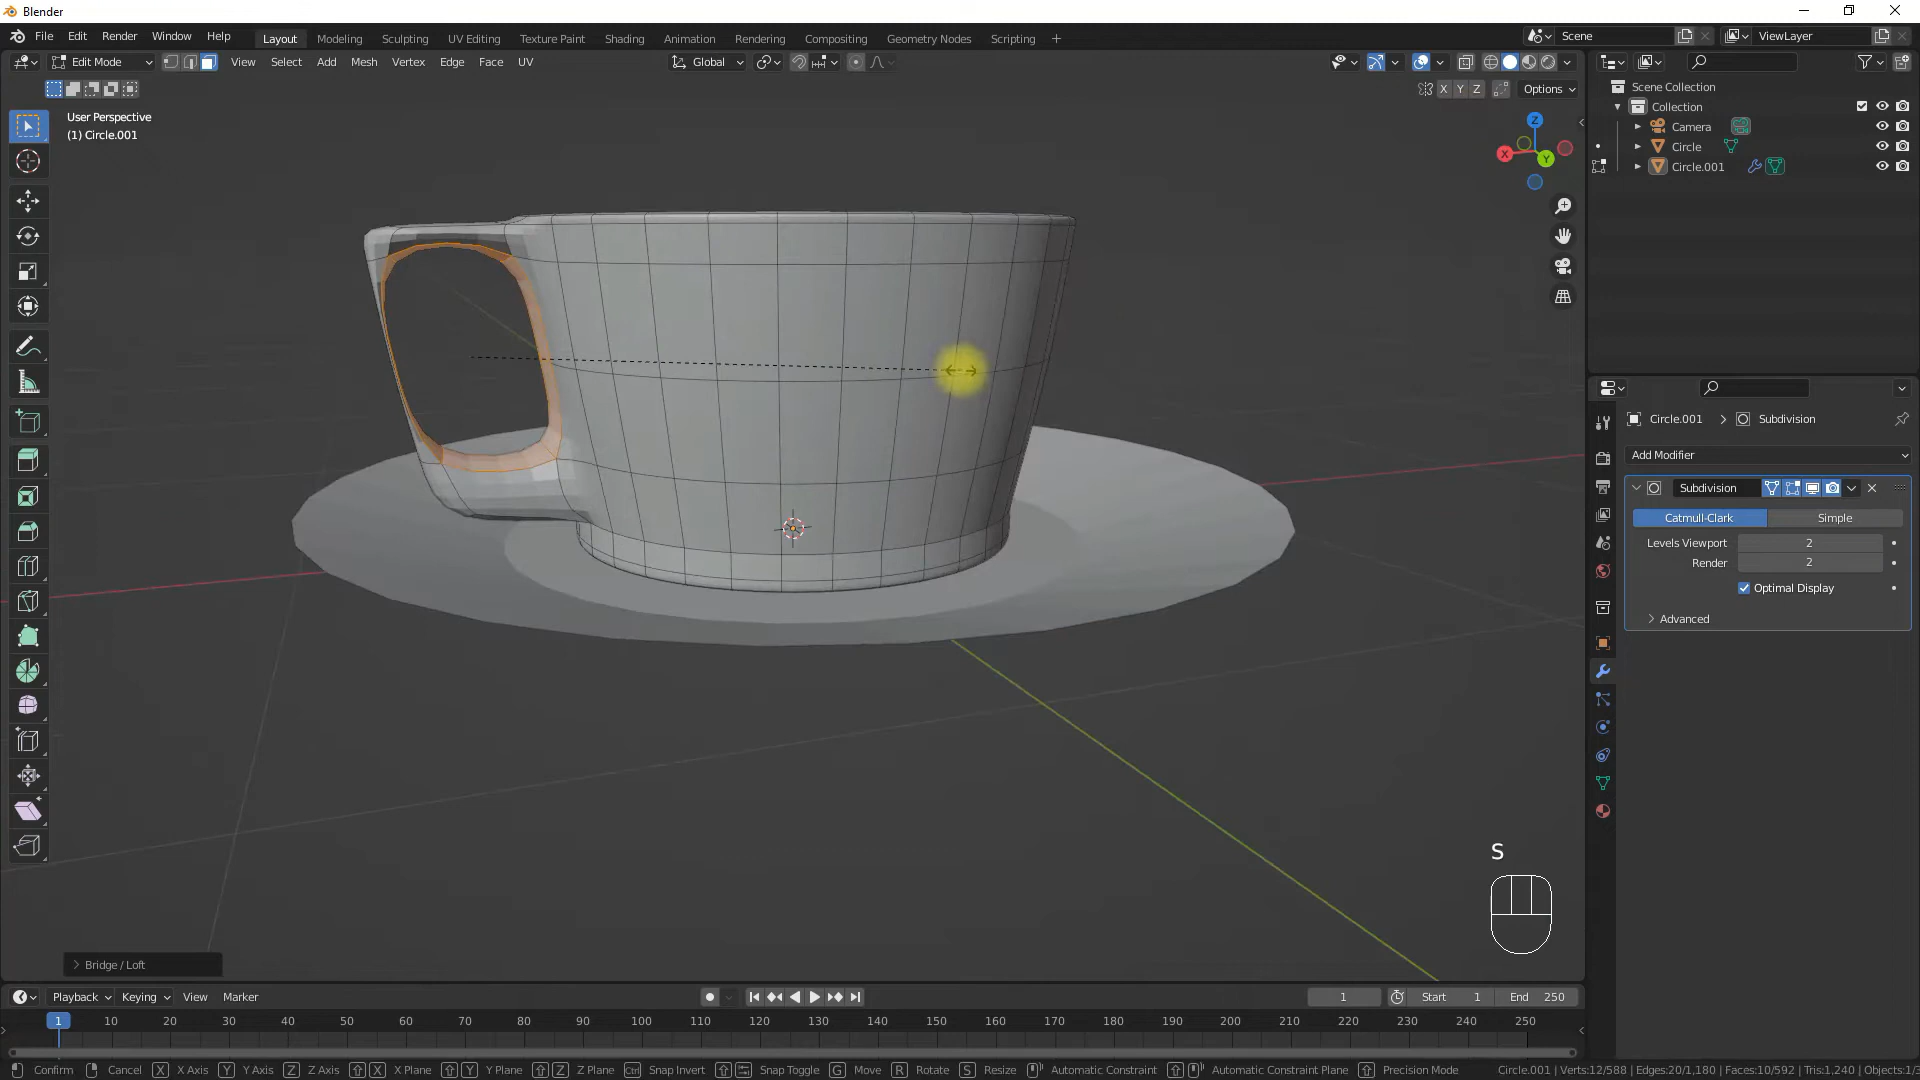 Blender
File Edit Render Window Help Layout Modeling Sculpting UV Editing Texture Paint Shading Animation Rendering Compositing Geometry Nodes Scripting + Scene ViewLayer
Edit Mode View Select Add Mesh Vertex Edge Face UV Global
X Y Z Options
User Perspective
(1) Circle.001
Z
X
Y
Scene Collection
Collection
Camera
Circle
Circle.001
Circle.001 > Subdivision
Add Modifier
Subdivision
Catmull-Clark Simple
Levels Viewport 2
Render 2
Optimal Display
Advanced
S
Bridge / Loft
Playback Keying View Marker 1 Start 1 End 250
1 10 20 30 40 50 60 70 80 90 100 110 120 130 140 150 160 170 180 190 200 210 220 230 240 250
Confirm Cancel X X Axis Y Y Axis Z Z Axis X X Plane Y Y Plane Z Z Plane Ctrl Snap Invert Snap Toggle G Move R Rotate S Resize Automatic Constraint Automatic Constraint Plane Precision Mode Circle.001 | Verts:12/588 | Edges:20/1,180 | Faces:10/592 | Tris:1,240 | Objects:1/3